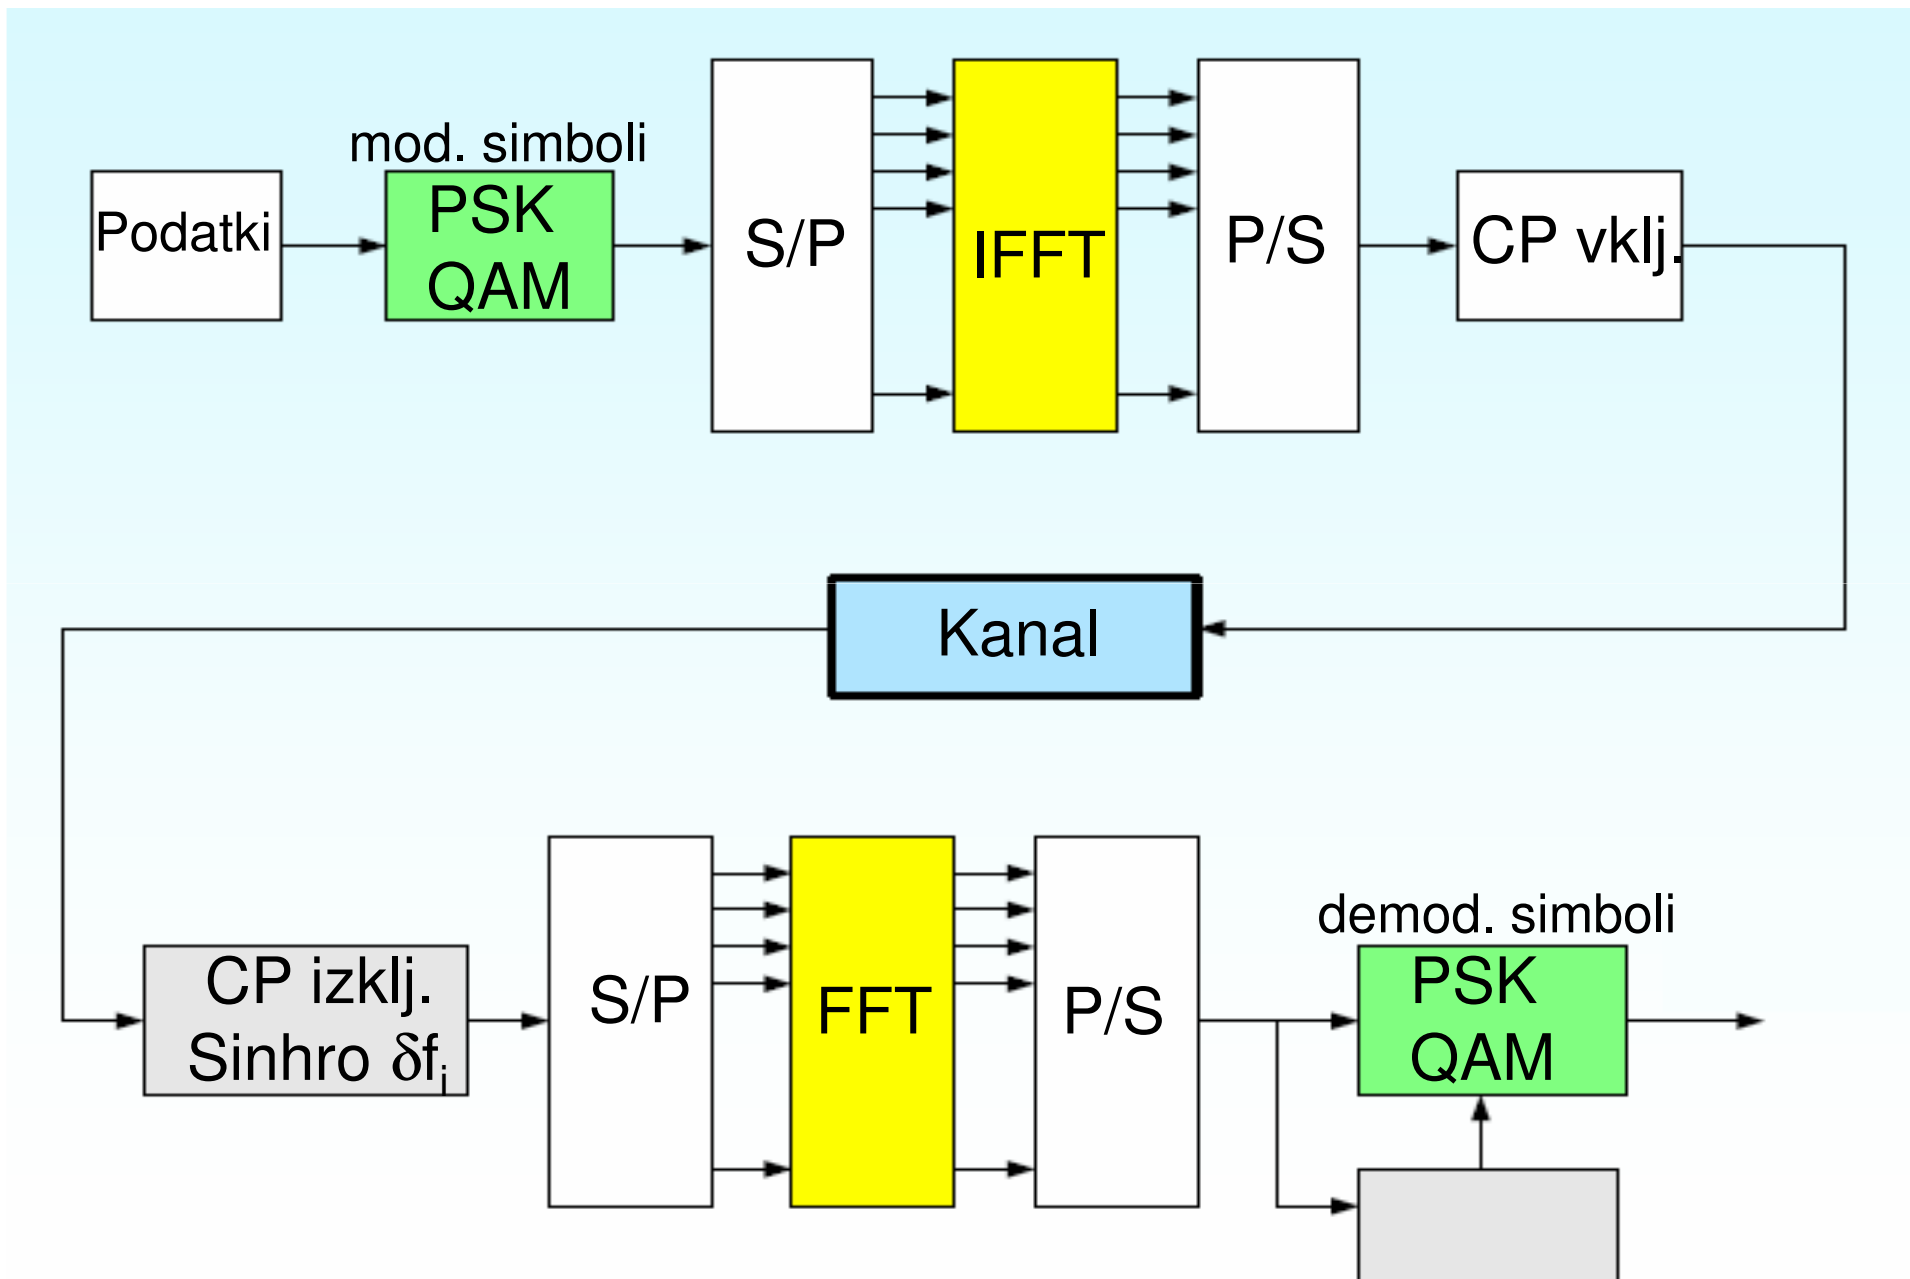 mod. simboli
Podatki
PSK
QAM
S/P
IFFT
P/S
CP vklj.
Kanal
CP izklj.
Sinhro δfi
S/P
FFT
P/S
demod. simboli
PSK
QAM